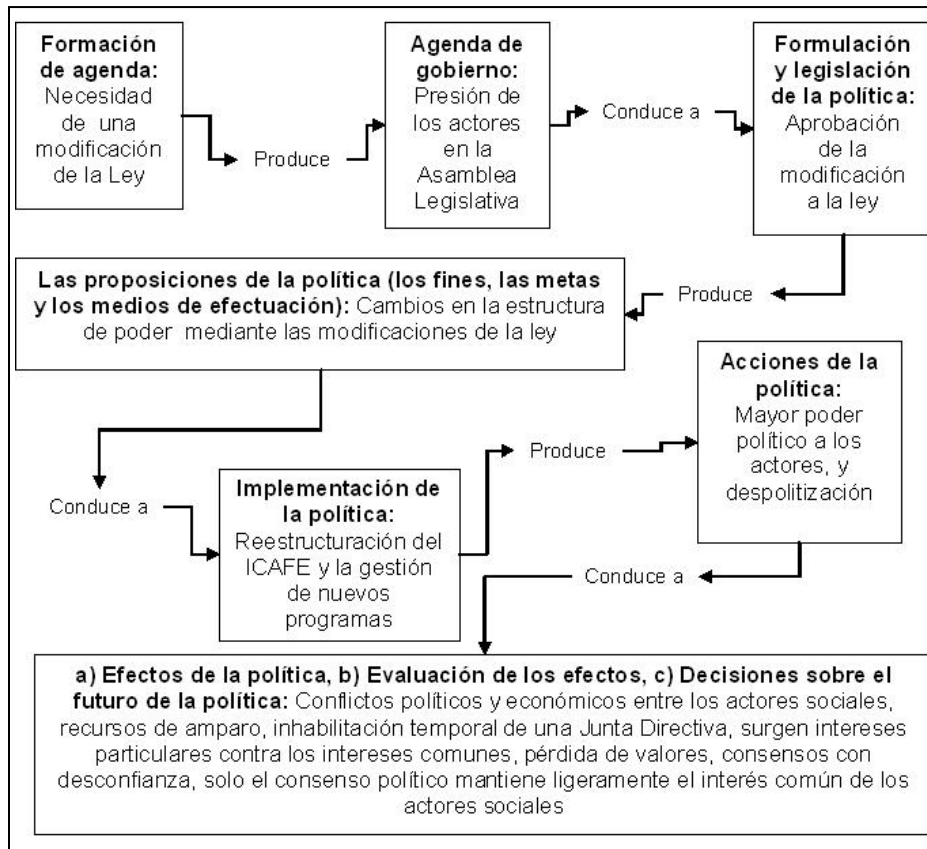 Formación
de agenda:
Necesidad
de una
modificación
de la Ley
Produce
Agenda de
gobierno:
Presión de
los actores
en la
Asamblea
Legislativa
Conduce a
Formulación
y legislación
de la política:
Aprobación
de la
modificación
a la ley
Produce
Las proposiciones de la política (los fines, las metas
y los medios de efectuación): Cambios en la estructura
de poder mediante las modificaciones de la ley
Conduce a
Implementación de
la política:
Reestructuración del
ICAFE y la gestión
de nuevos
programas
Produce
Acciones de la
política:
Mayor poder
político a los
actores, y
despolitización
Conduce a
a) Efectos de la política, b) Evaluación de los efectos, c) Decisiones sobre el
futuro de la política: Conflictos políticos y económicos entre los actores sociales,
recursos de amparo, inhabilitación temporal de una Junta Directiva, surgen intereses
particulares contra los intereses comunes, pérdida de valores, consensos con
desconfianza, solo el consenso político mantiene ligeramente el interés común de los
actores sociales